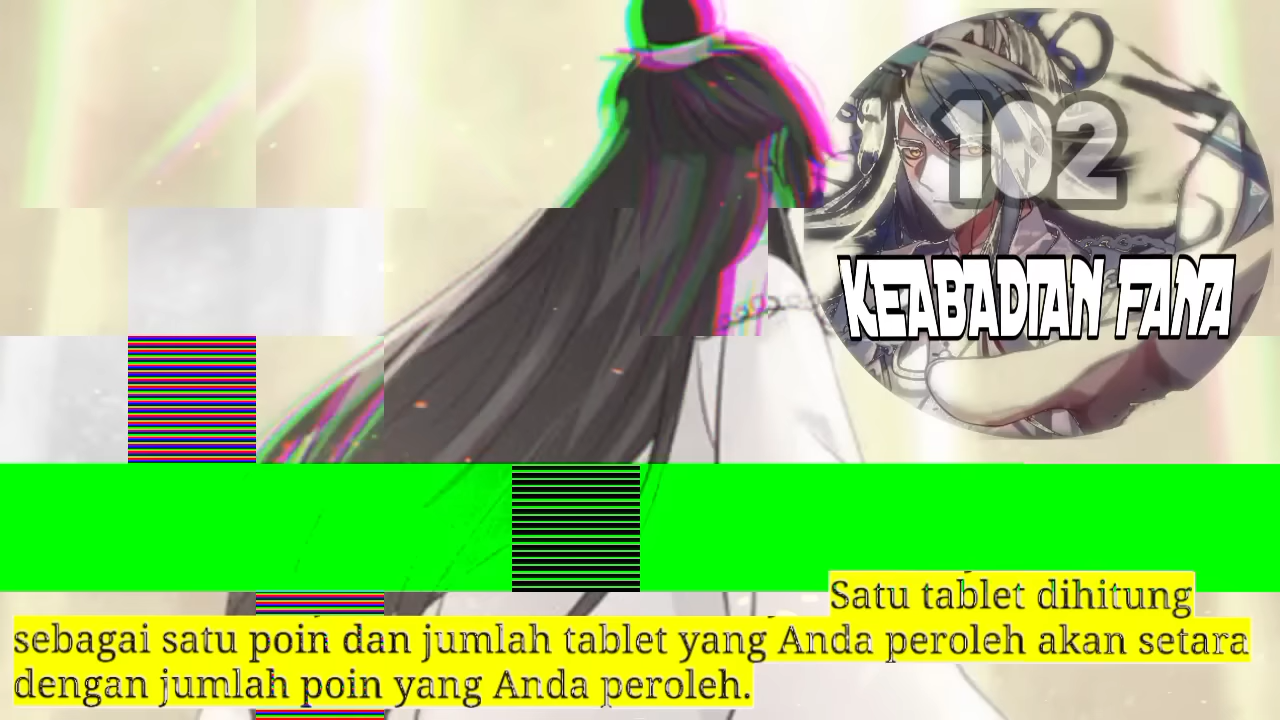 102
KEABADIAN FANA
Satu tablet dihitung
sebagai satu poin dan jumlah tablet yang Anda peroleh akan setara
dengan jumlah poin yang Anda peroleh.